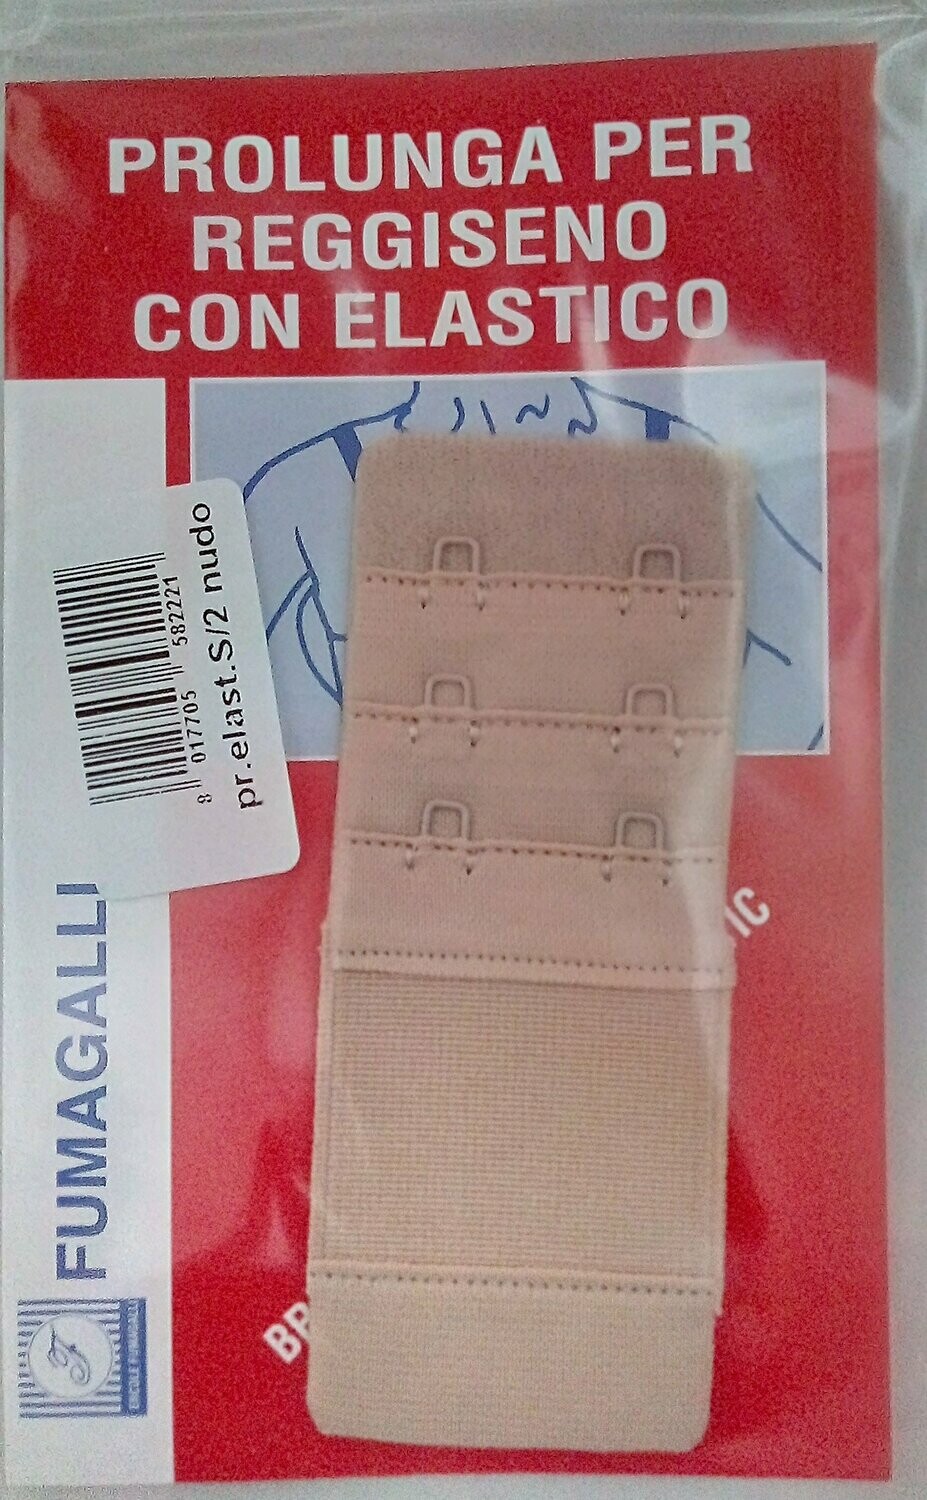 PROLUNGA PER
REGGISENO
CON ELASTICO
8 017705 582221
pr.elast.S/2 nudo
FUMAGALLI